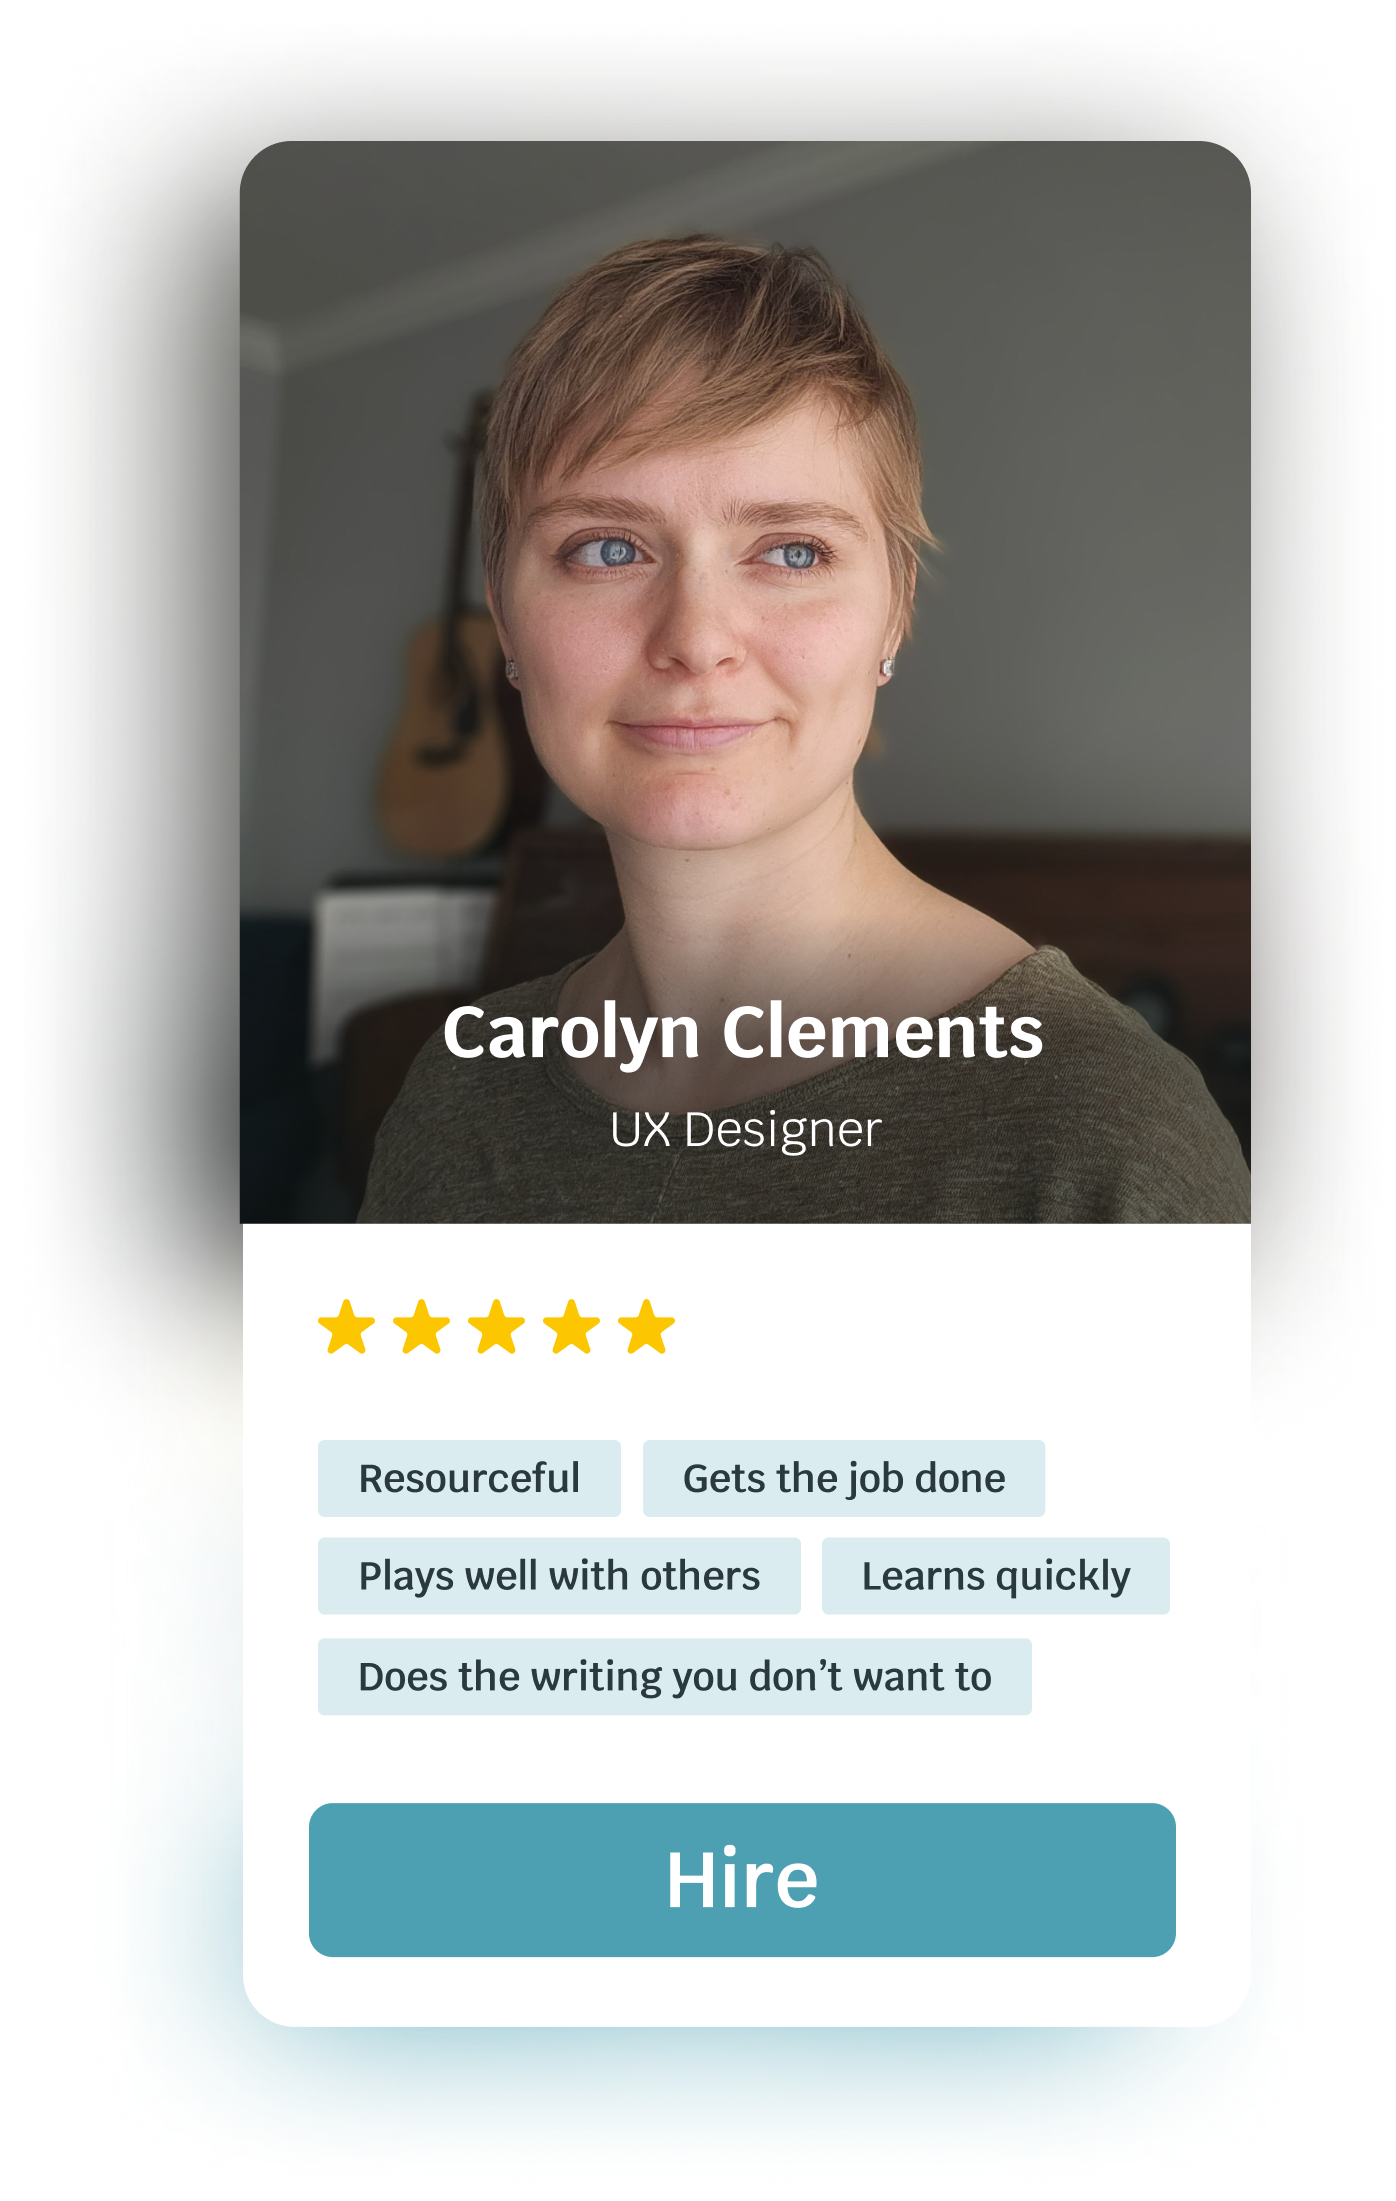 Carolyn Clements
UX Designer
Resourceful
Gets the job done
Plays well with others
Learns quickly
Does the writing you don’t want to
Hire